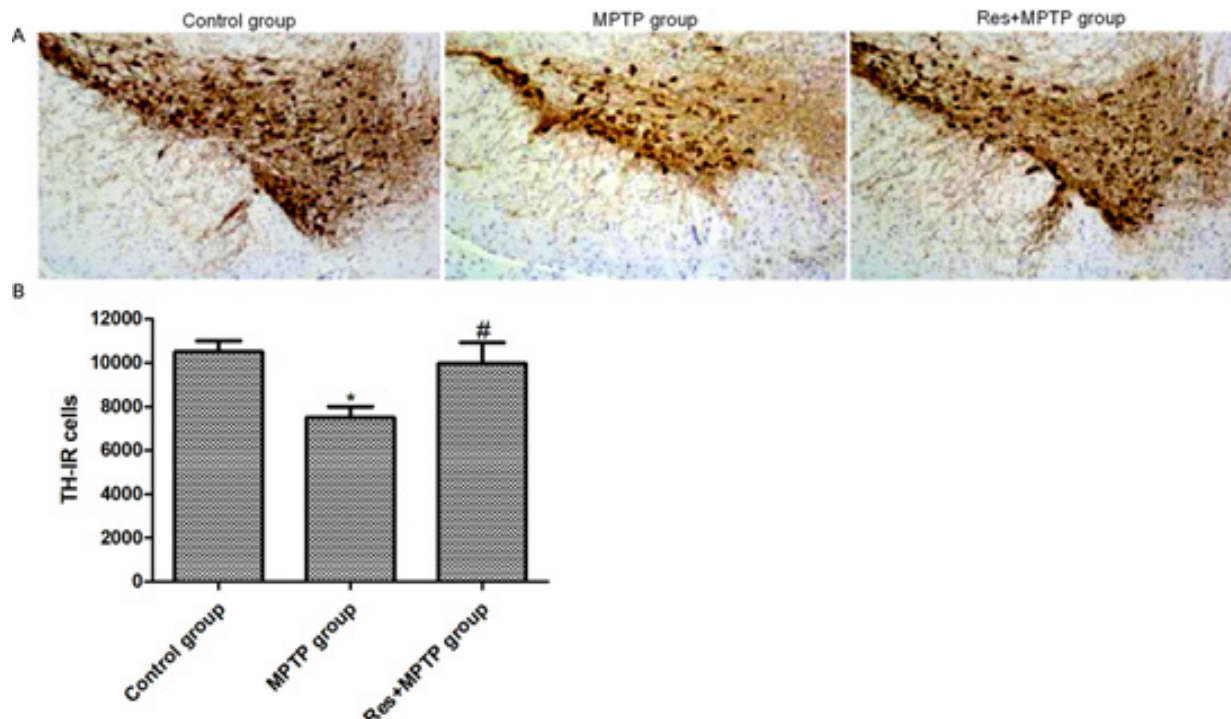 Control group
MPTP group
Res+MPTP group
A
B
12000
10000
8000
6000
4000
2000
0
TH-IR cells
*
#
Control group
MPTP group
Res+MPTP group